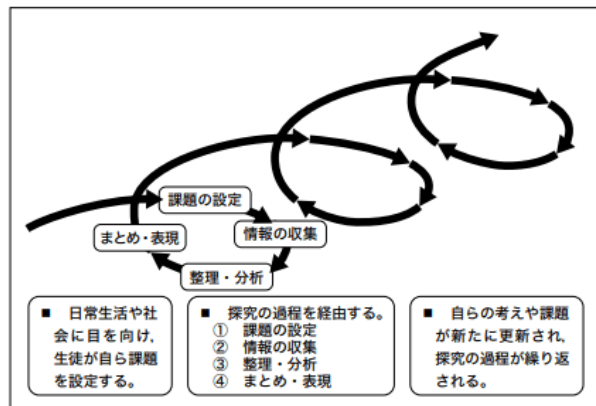 課題の設定
情報の収集
まとめ・表現
整理・分析
■ 日常生活や社
会に目を向け,
生徒が自ら課題
を設定する。
■ 探究の過程を経由する。
① 課題の設定
② 情報の収集
③ 整理・分析
④ まとめ・表現
■ 自らの考えや課題
が新たに更新され,
探究の過程が繰り返
される。